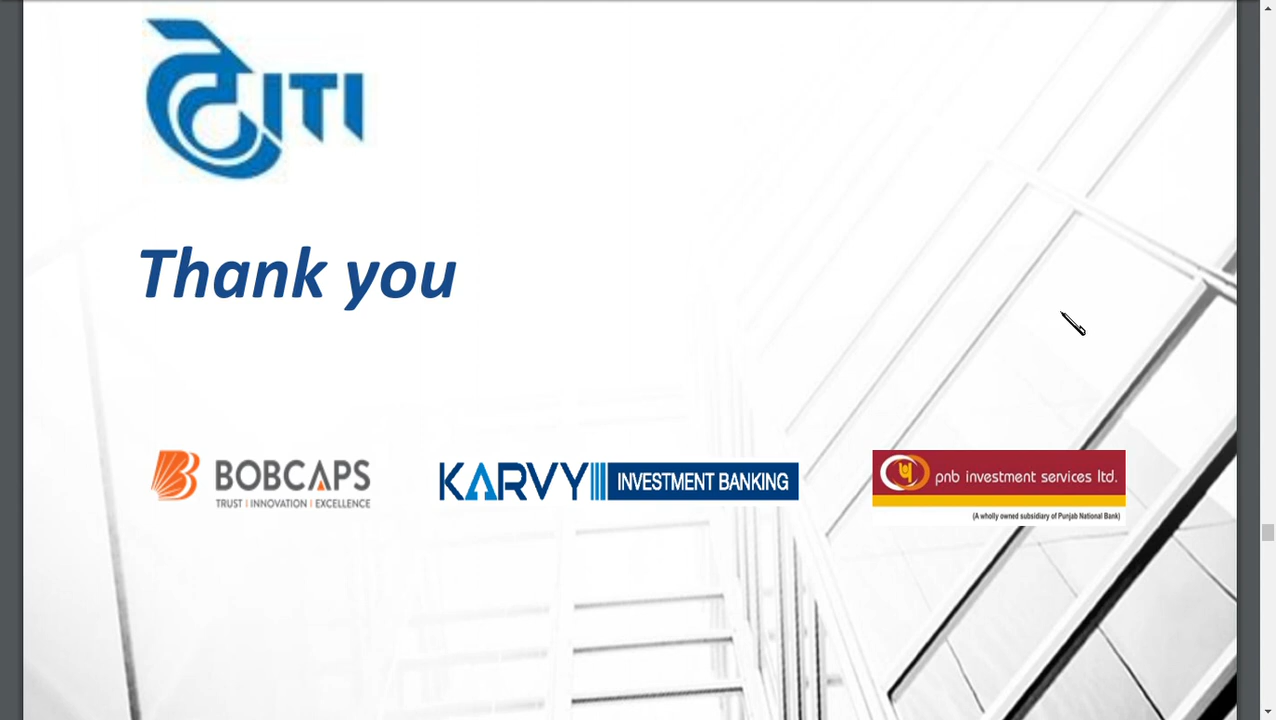 ITI
Thank you
BOBCAPS
TRUST | INNOVATION | EXCELLENCE
KARVY INVESTMENT BANKING
pnb investment services ltd.
(A wholly owned subsidiary of Punjab National Bank)